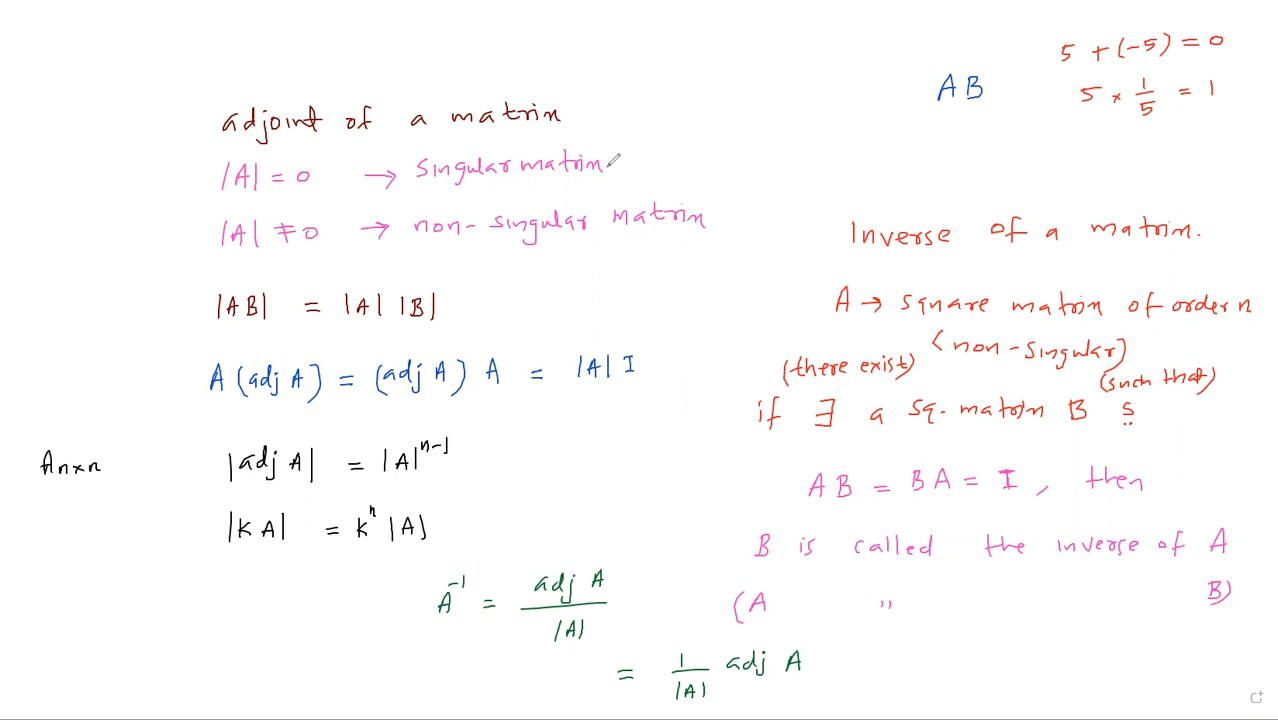 adjoint of a matrix
|A| = 0 → Singular matrix
|A| ≠ 0 → non-singular matrix
|AB| = |A| |B|
A (adj A) = (adj A) A = |A| I
An×n
|adj A| = |A|^n-1
|K A| = K^n |A|
A^-1 = adj A / |A|
= 1/|A| adj A
AB
5 + (-5) = 0
5 × 1/5 = 1
Inverse of a matrix.
A → square matrix of order n
(non-singular)
(there exist)
(such that)
if ∃ a sq. matrix B s
AB = BA = I, then
B is called the inverse of A
(A " B)